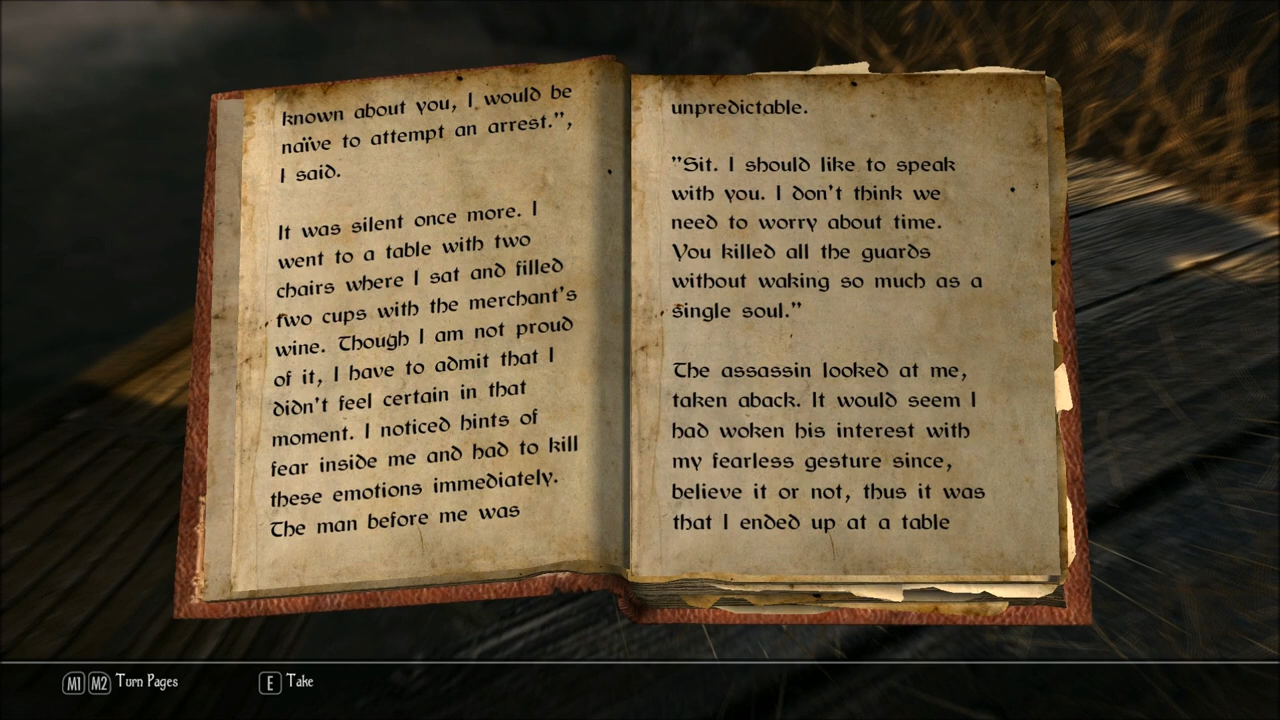 known about you, I would be
naïve to attempt an arrest.",
I said.
It was silent once more. I
went to a table with two
chairs where I sat and filled
two cups with the merchant's
wine. Though I am not proud
of it, I have to admit that I
didn't feel certain in that
moment. I noticed hints of
fear inside me and had to kill
these emotions immediately.
The man before me was
unpredictable.
"Sit. I should like to speak
with you. I don't think we
need to worry about time.
You killed all the guards
without waking so much as a
single soul."
The assassin looked at me,
taken aback. It would seem I
had woken his interest with
my fearless gesture since,
believe it or not, thus it was
that I ended up at a table
M1 M2 Turn Pages
E Take